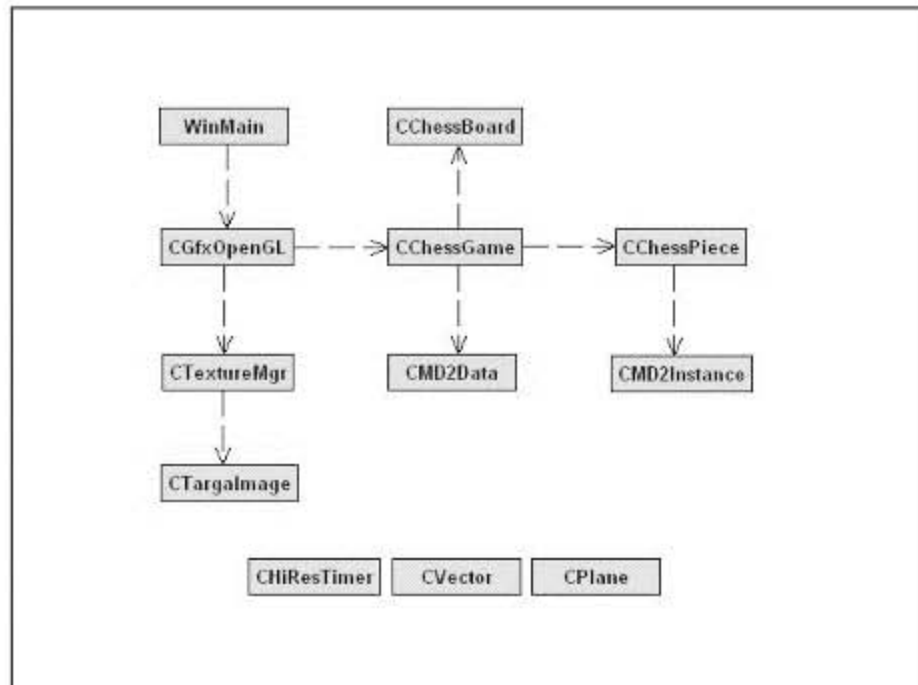 WinMain
CChessBoard
CGfxOpenGL
CChessGame
CChessPiece
CTextureMgr
CMD2Data
CMD2Instance
CTargaImage
CHiResTimer
CVector
CPlane